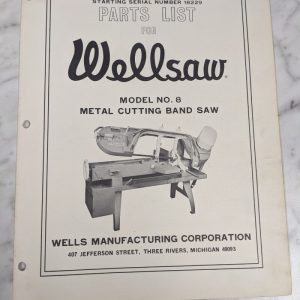 STARTING SERIAL NUMBER 18229
PARTS LIST
FOR
Wellsaw
MODEL NO. 6
METAL CUTTING BAND SAW
WELLS MANUFACTURING CORPORATION
407 JEFFERSON STREET, THREE RIVERS, MICHIGAN 49093